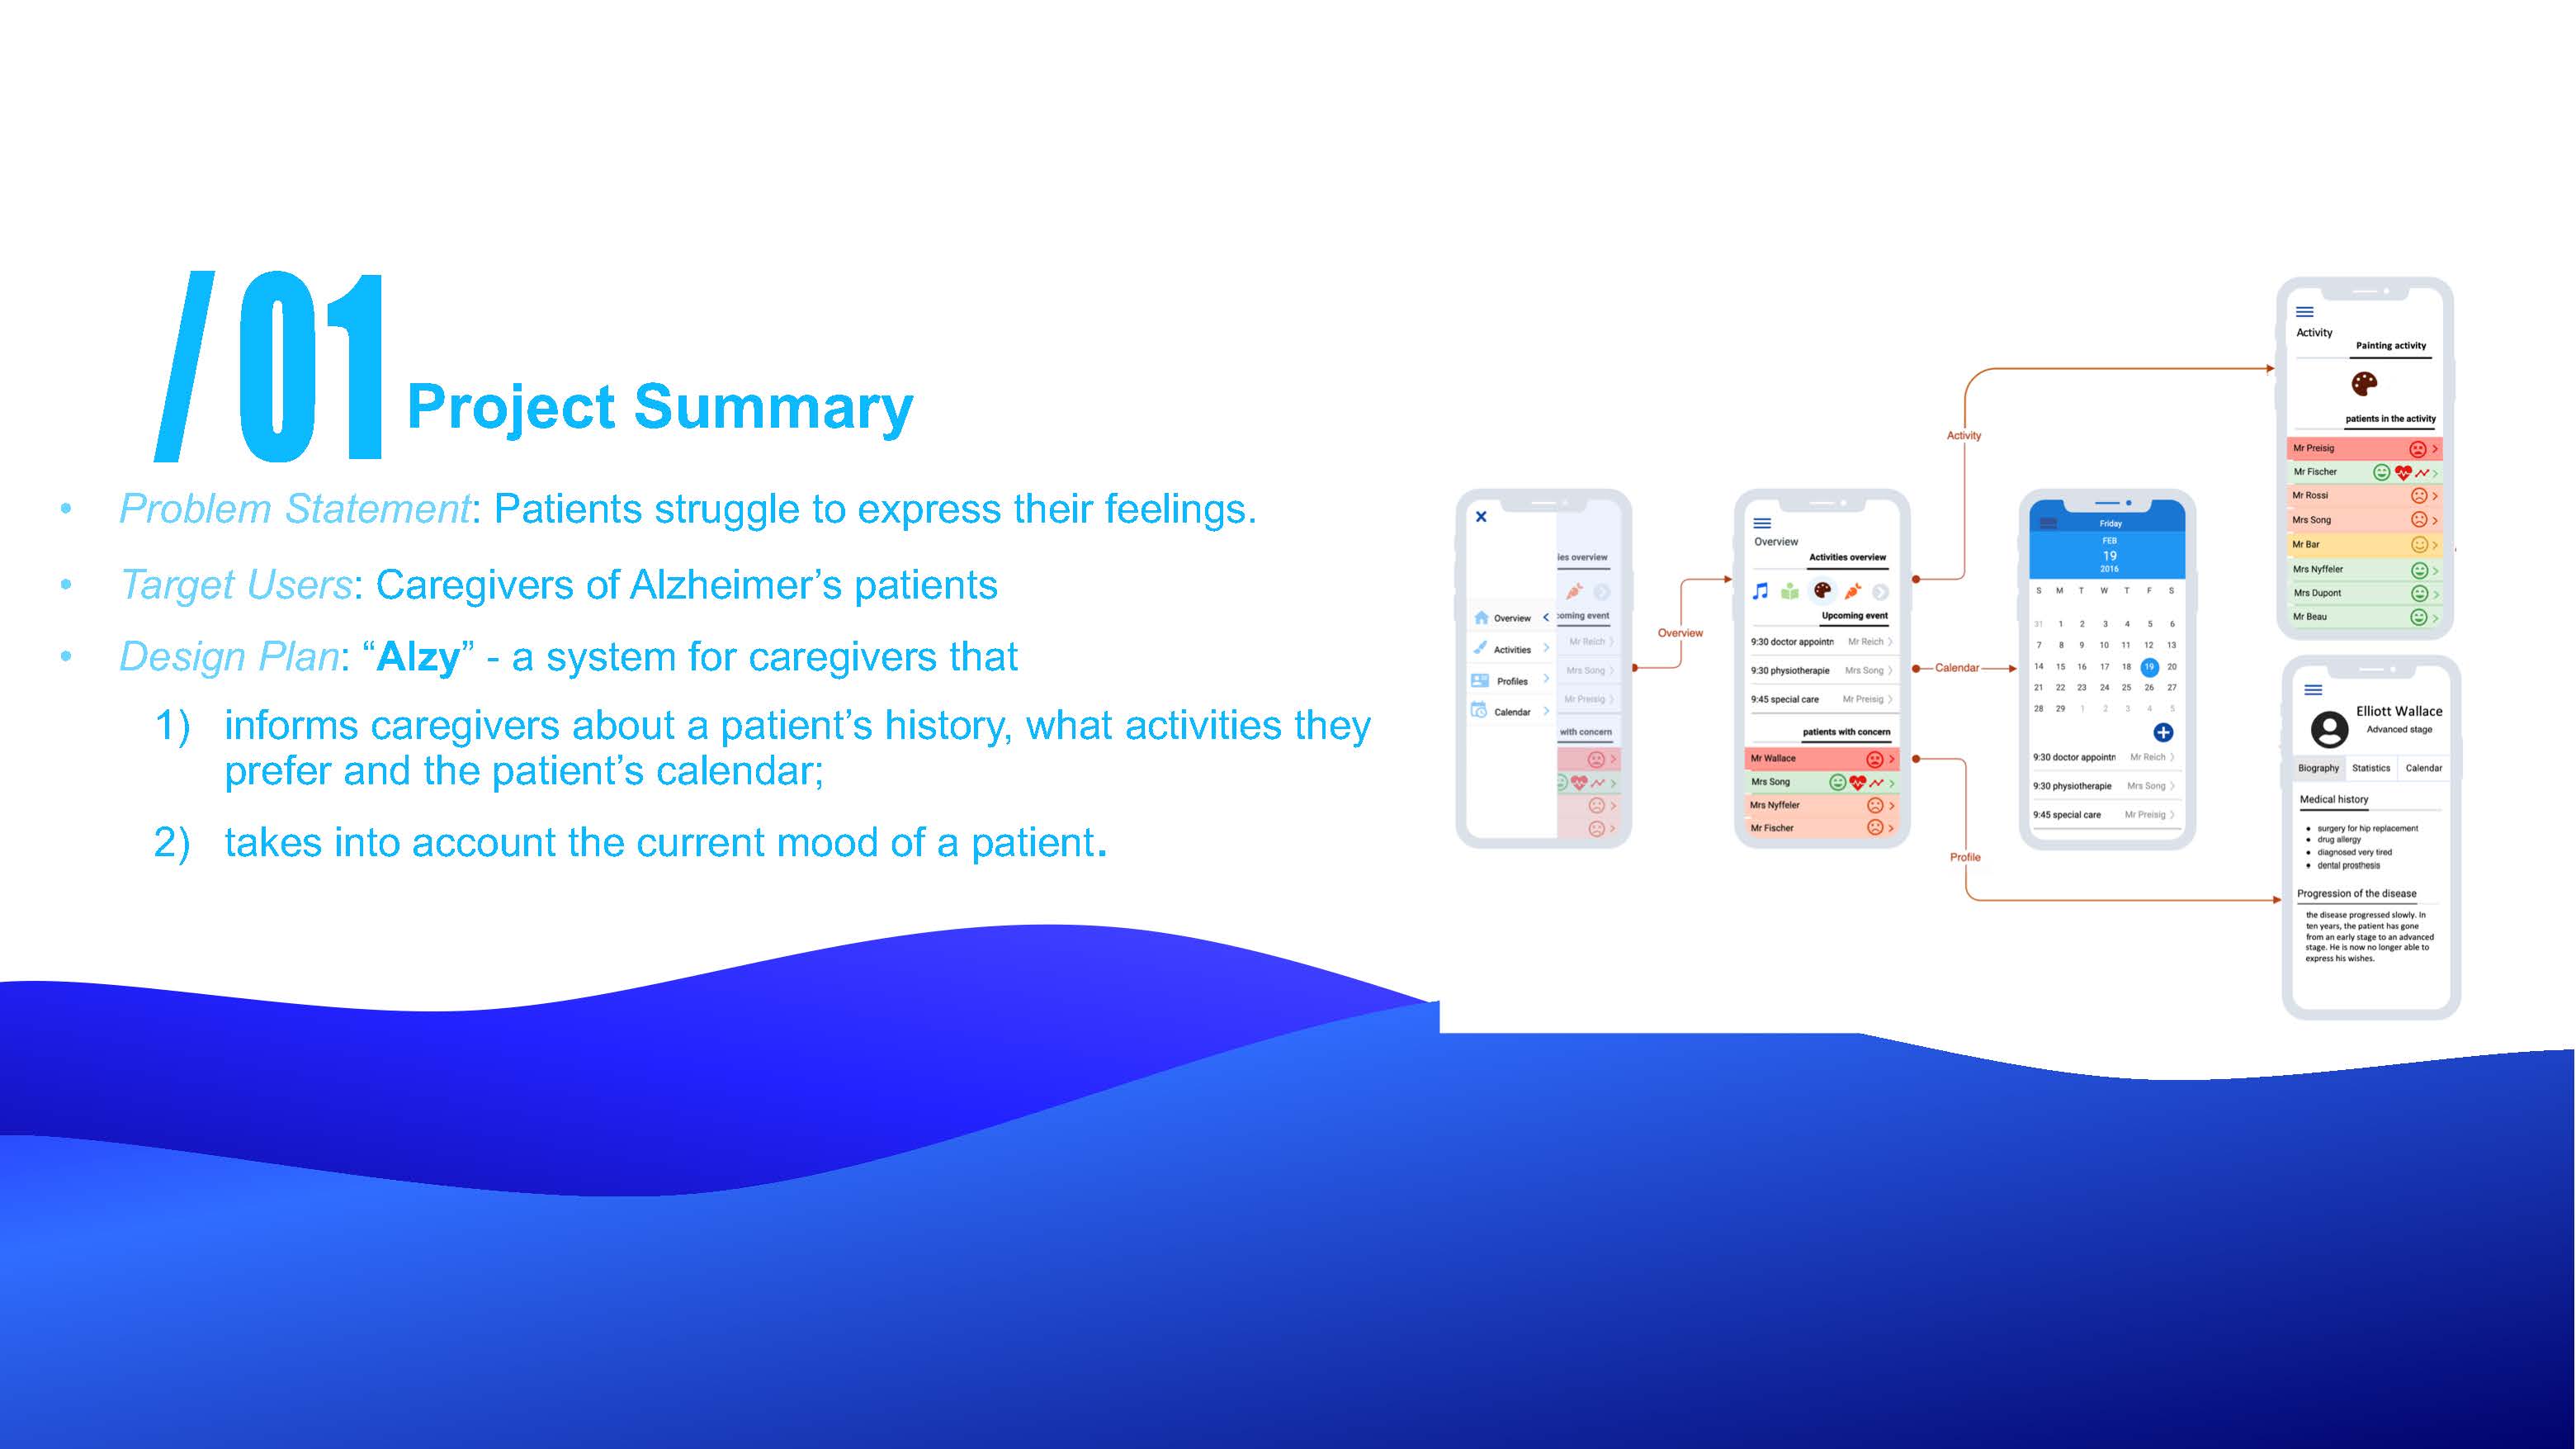 /01 Project Summary
• Problem Statement: Patients struggle to express their feelings.
• Target Users: Caregivers of Alzheimer’s patients
• Design Plan: “Alzy” - a system for caregivers that
1) informs caregivers about a patient’s history, what activities they
prefer and the patient’s calendar;
2) takes into account the current mood of a patient.
ies overview
Overview
coming event
Activities
Mr Reich
Profiles
Mrs Song
Calendar
Mr Preisig
with concern
Overview
Overview
Activities overview
Upcoming event
9:30 doctor appointn Mr Reich
9:30 physiotherapie Mrs Song
9:45 special care Mr Preisig
patients with concern
Mr Wallace
Mrs Song
Mrs Nyffeler
Mr Fischer
Activity
Calendar
Profile
Friday
FEB
19
2016
S M T W T F S
31 1 2 3 4 5 6
7 8 9 10 11 12 13
14 15 16 17 18 19 20
21 22 23 24 25 26 27
28 29 1 2 3 4 5
9:30 doctor appointn Mr Reich
9:30 physiotherapie Mrs Song
9:45 special care Mr Preisig
Activity
Painting activity
patients in the activity
Mr Preisig
Mr Fischer
Mr Rossi
Mrs Song
Mr Bar
Mrs Nyffeler
Mrs Dupont
Mr Beau
Elliott Wallace
Advanced stage
Biography Statistics Calendar
Medical history
• surgery for hip replacement
• drug allergy
• diagnosed very tired
• dental prosthesis
Progression of the disease
the disease progressed slowly. In
ten years, the patient has gone
from an early stage to an advanced
stage. He is now no longer able to
express his wishes.